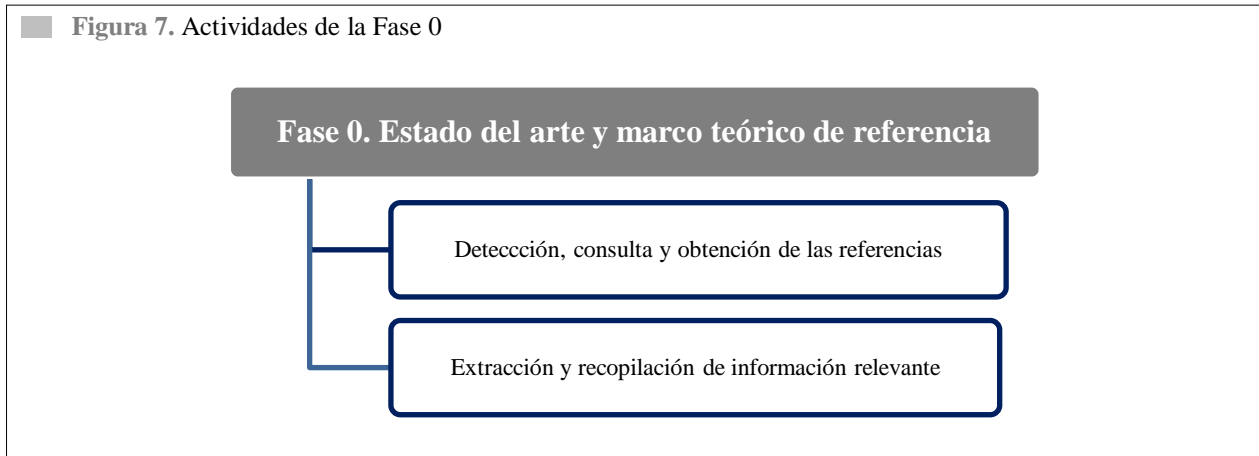 Figura 7. Actividades de la Fase 0
Fase 0. Estado del arte y marco teórico de referencia
Deteccción, consulta y obtención de las referencias
Extracción y recopilación de información relevante